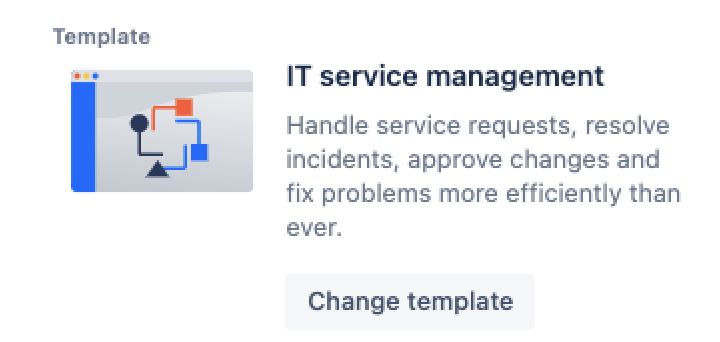 Template
IT service management
Handle service requests, resolve
incidents, approve changes and
fix problems more efficiently than
ever.
Change template